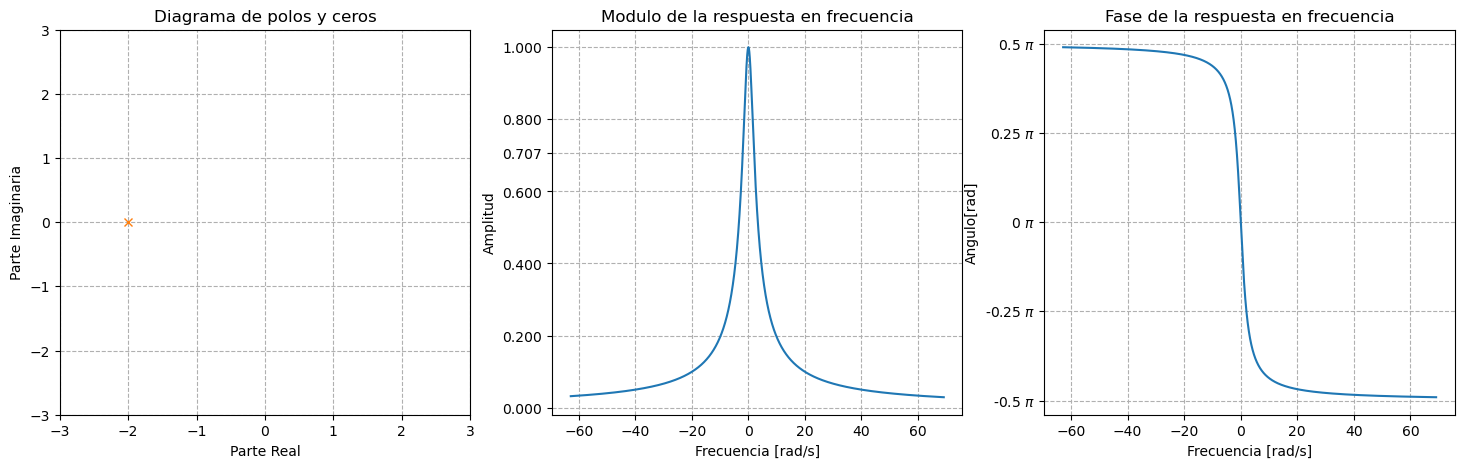 Diagrama de polos y ceros
3
2
1
0
−1
−2
−3
−3
−2
−1
0
1
2
3
Parte Imaginaria
Parte Real
Modulo de la respuesta en frecuencia
1.000
0.800
0.707
0.600
0.400
0.200
0.000
−60
−40
−20
0
20
40
60
Amplitud
Frecuencia [rad/s]
Fase de la respuesta en frecuencia
0.5 π
0.25 π
0 π
-0.25 π
-0.5 π
−60
−40
−20
0
20
40
60
Angulo[rad]
Frecuencia [rad/s]